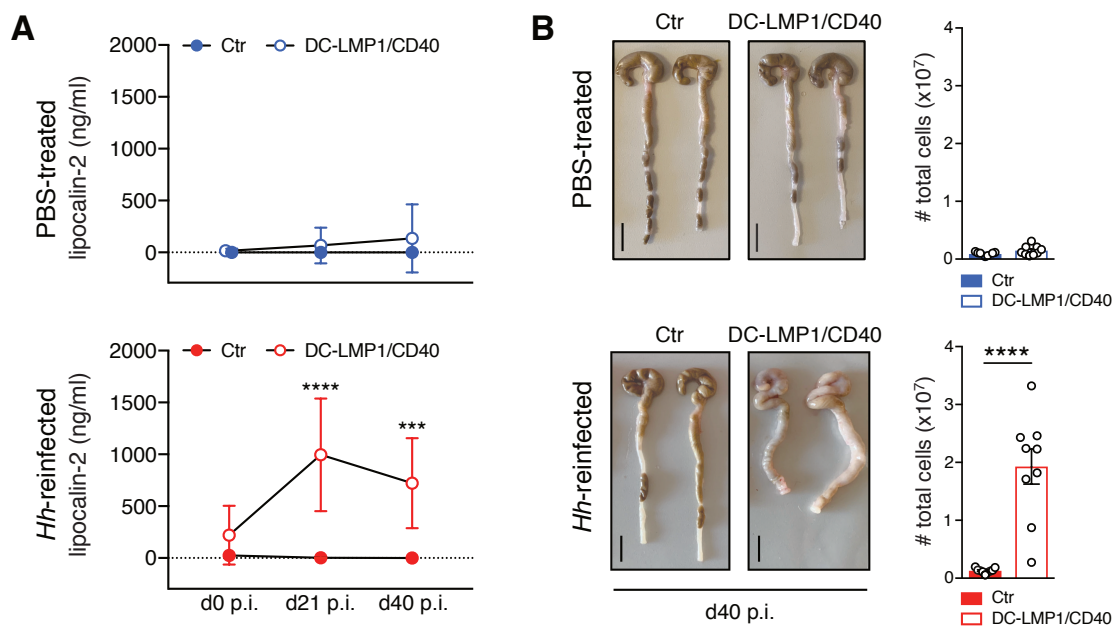 A
PBS-treated
lipocalin-2 (ng/ml)
2000
1500
1000
500
0
Ctr
DC-LMP1/CD40
Hh-reinfected
lipocalin-2 (ng/ml)
2000
1500
1000
500
0
Ctr
DC-LMP1/CD40
****
***
d0 p.i.
d21 p.i.
d40 p.i.
B
PBS-treated
Ctr
DC-LMP1/CD40
# total cells (x10⁷)
4
3
2
1
0
Ctr
DC-LMP1/CD40
Hh-reinfected
Ctr
DC-LMP1/CD40
d40 p.i.
# total cells (x10⁷)
4
3
2
1
0
****
Ctr
DC-LMP1/CD40